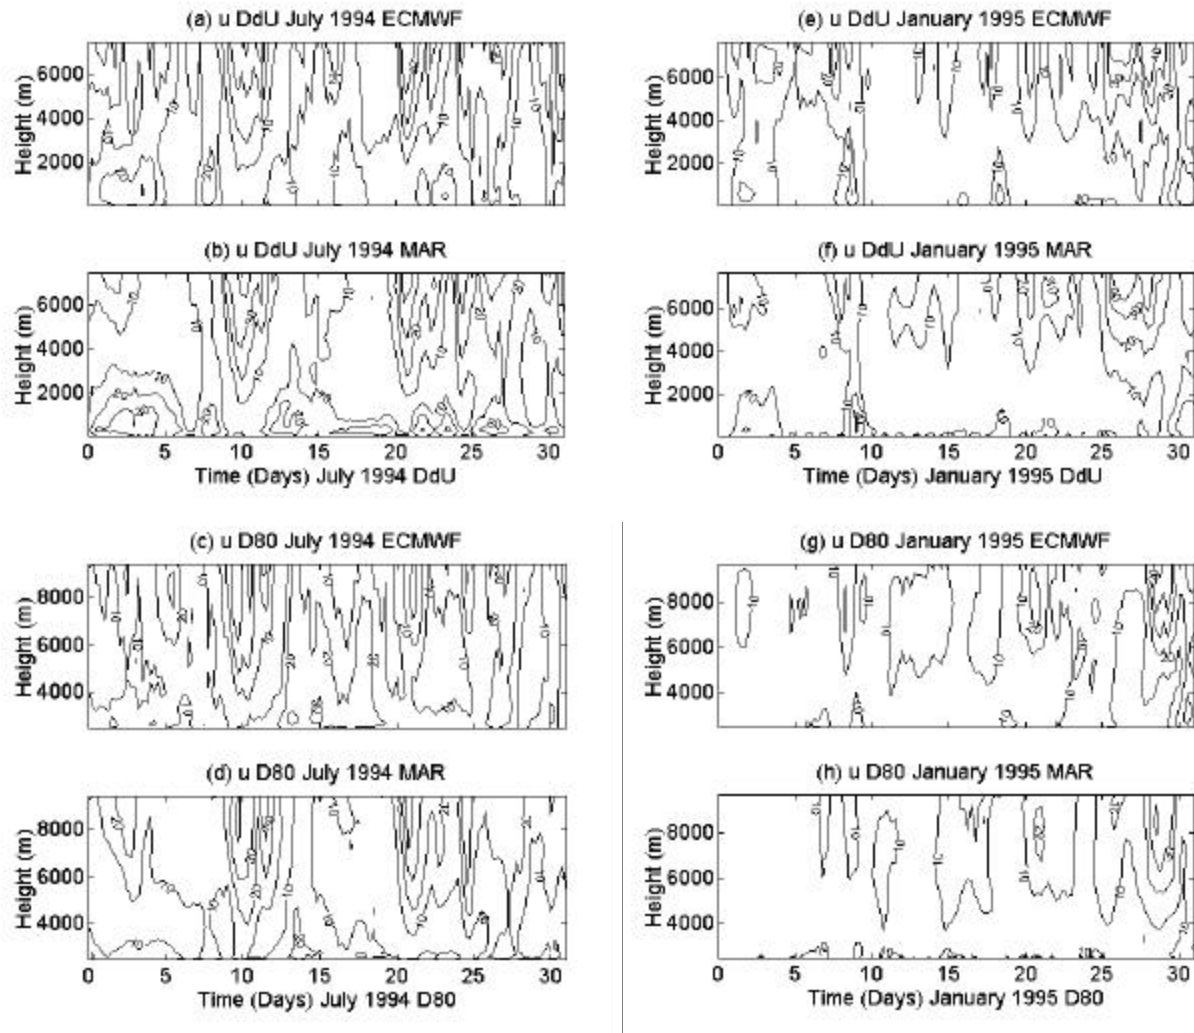 (a) u DdU July 1994 ECMWF
Height (m)
6000
4000
2000
(b) u DdU July 1994 MAR
Height (m)
6000
4000
2000
0 5 10 15 20 25 30
Time (Days) July 1994 DdU
(c) u D80 July 1994 ECMWF
Height (m)
8000
6000
4000
(d) u D80 July 1994 MAR
Height (m)
8000
6000
4000
0 5 10 15 20 25 30
Time (Days) July 1994 D80
(e) u DdU January 1995 ECMWF
Height (m)
6000
4000
2000
(f) u DdU January 1995 MAR
Height (m)
6000
4000
2000
0 5 10 15 20 25 30
Time (Days) January 1995 DdU
(g) u D80 January 1995 ECMWF
Height (m)
8000
6000
4000
(h) u D80 January 1995 MAR
Height (m)
8000
6000
4000
0 5 10 15 20 25 30
Time (Days) January 1995 D80